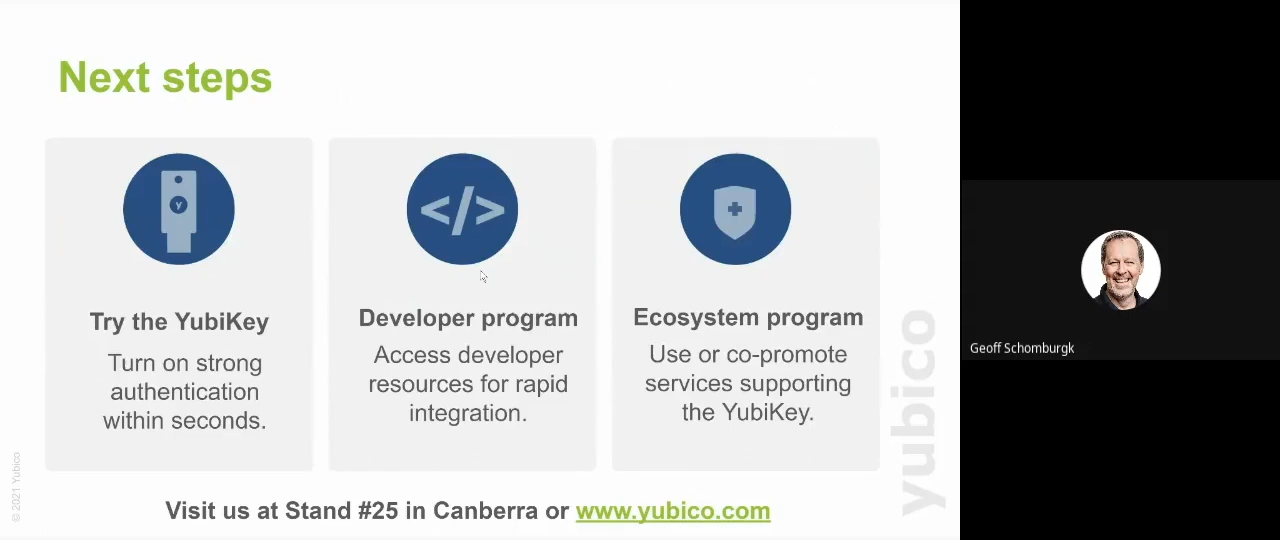 Next steps
y
</>
Try the YubiKey
Turn on strong
authentication
within seconds.
Developer program
Access developer
resources for rapid
integration.
Ecosystem program
Use or co-promote
services supporting
the YubiKey.
Visit us at Stand #25 in Canberra or www.yubico.com
© 2021 Yubico
yubico
Geoff Schomburgk